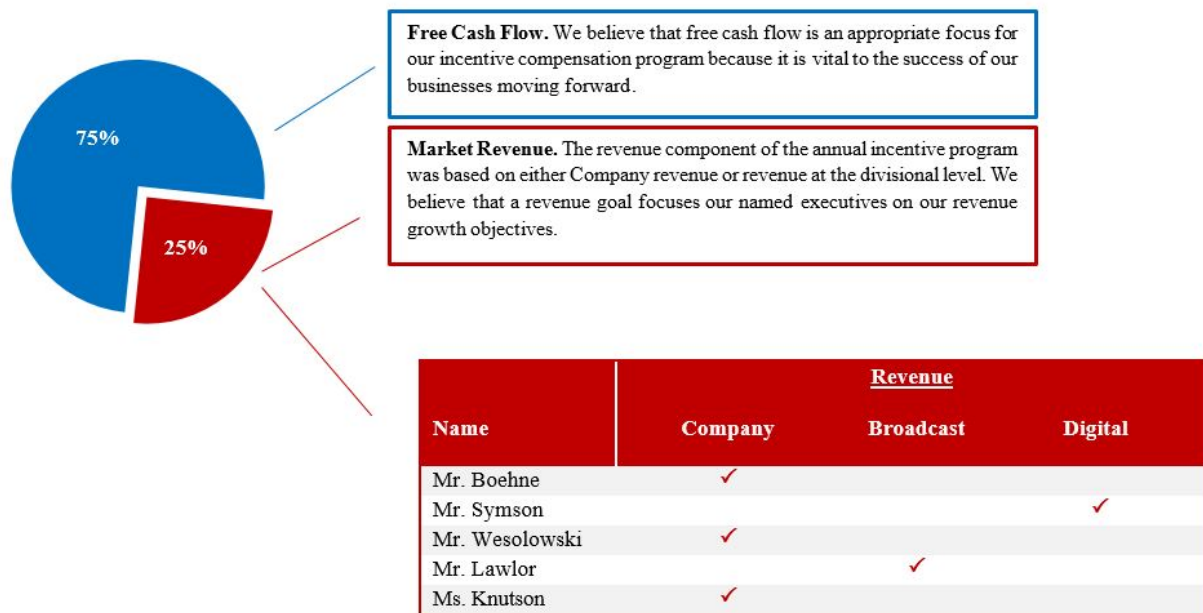 75%
25%
Free Cash Flow. We believe that free cash flow is an appropriate focus for
our incentive compensation program because it is vital to the success of our
businesses moving forward.
Market Revenue. The revenue component of the annual incentive program
was based on either Company revenue or revenue at the divisional level. We
believe that a revenue goal focuses our named executives on our revenue
growth objectives.
Revenue
Name Company Broadcast Digital
Mr. Boehne ✓
Mr. Symson ✓
Mr. Wesolowski ✓
Mr. Lawlor ✓
Ms. Knutson ✓